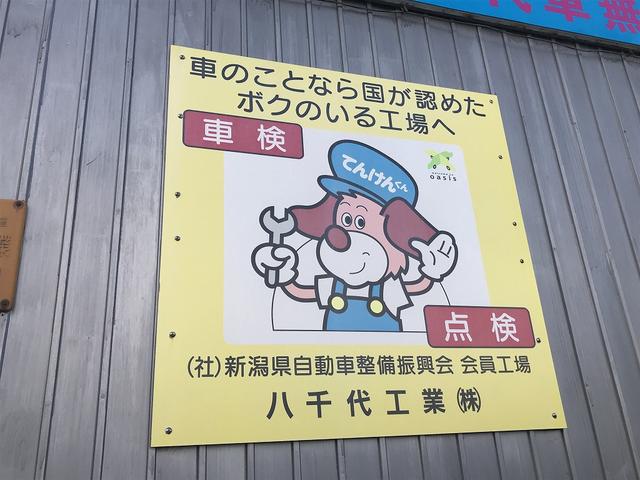 車のことなら国が認めた
ボクのいる工場へ
車検
てんけんくん
oasis
点検
(社)新潟県自動車整備振興会 会員工場
八千代工業㈱